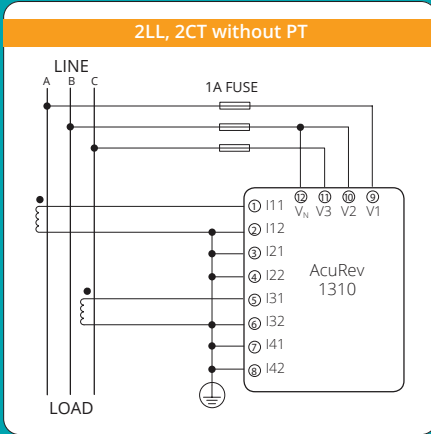 2LL, 2CT without PT
LINE
A B C
1A FUSE
12 11 10 9
VN V3 V2 V1
1 I11
2 I12
3 I21
4 I22
5 I31
6 I32
7 I41
8 I42
AcuRev
1310
LOAD